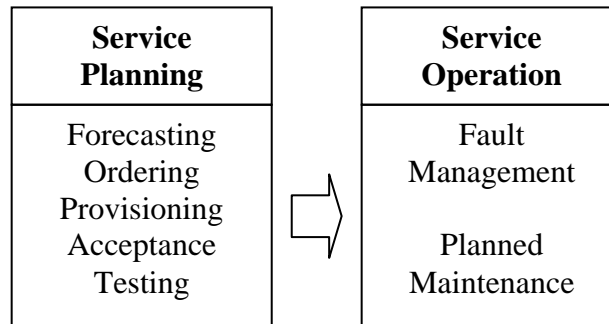 Service
Planning
Forecasting
Ordering
Provisioning
Acceptance
Testing
Service
Operation
Fault
Management
Planned
Maintenance